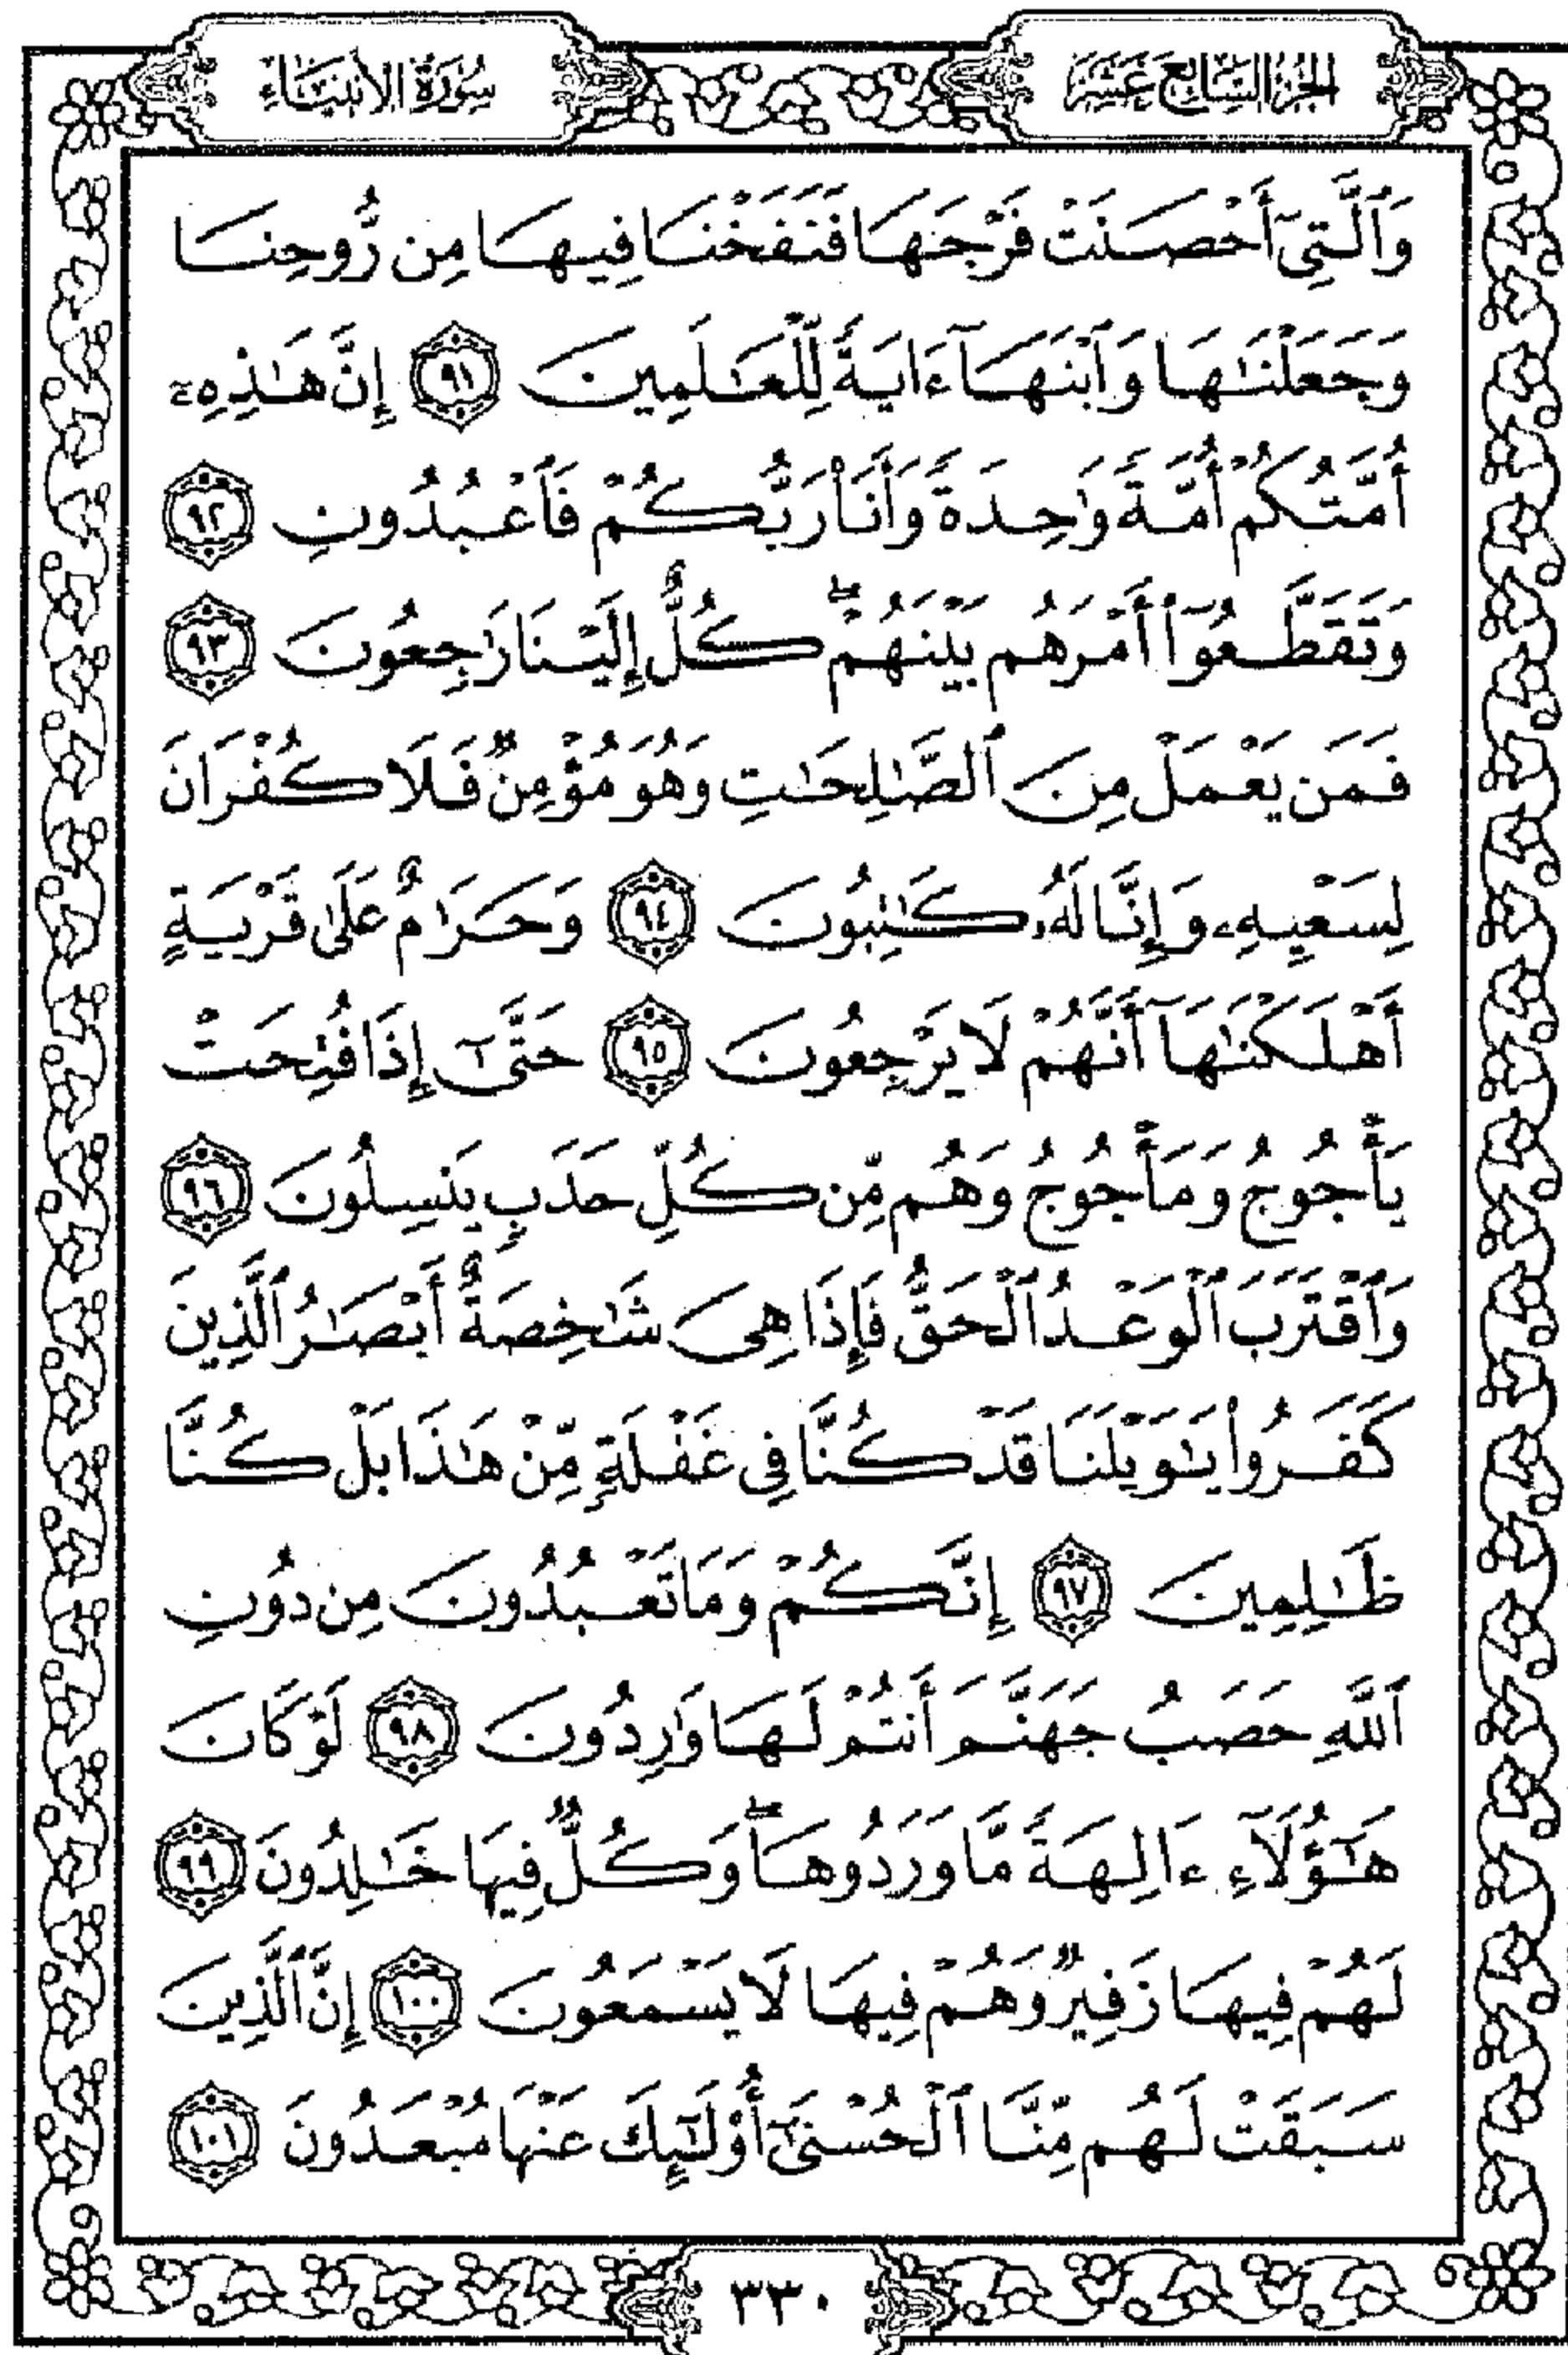 الجزء السابع عشر
سورة الأنبياء
وَٱلَّتِىٓ أَحْصَنَتْ فَرْجَهَا فَنَفَخْنَا فِيهَا مِن رُّوحِنَا
وَجَعَلْنَٰهَا وَٱبْنَهَآ ءَايَةً لِّلْعَٰلَمِينَ ٩١ إِنَّ هَٰذِهِۦٓ
أُمَّتُكُمْ أُمَّةً وَٰحِدَةً وَأَنَا۠ رَبُّكُمْ فَٱعْبُدُونِ ٩٢
وَتَقَطَّعُوٓا۟ أَمْرَهُم بَيْنَهُمْ ۖ كُلٌّ إِلَيْنَا رَٰجِعُونَ ٩٣
فَمَن يَعْمَلْ مِنَ ٱلصَّٰلِحَٰتِ وَهُوَ مُؤْمِنٌ فَلَا كُفْرَانَ
لِسَعْيِهِۦ وَإِنَّا لَهُۥ كَٰتِبُونَ ٩٤ وَحَرَٰمٌ عَلَىٰ قَرْيَةٍ
أَهْلَكْنَٰهَآ أَنَّهُمْ لَا يَرْجِعُونَ ٩٥ حَتَّىٰٓ إِذَا فُتِحَتْ
يَأْجُوجُ وَمَأْجُوجُ وَهُم مِّن كُلِّ حَدَبٍ يَنسِلُونَ ٩٦
وَٱقْتَرَبَ ٱلْوَعْدُ ٱلْحَقُّ فَإِذَا هِىَ شَٰخِصَةٌ أَبْصَٰرُ ٱلَّذِينَ
كَفَرُوا۟ يَٰوَيْلَنَا قَدْ كُنَّا فِى غَفْلَةٍ مِّنْ هَٰذَا بَلْ كُنَّا
ظَٰلِمِينَ ٩٧ إِنَّكُمْ وَمَا تَعْبُدُونَ مِن دُونِ
ٱللَّهِ حَصَبُ جَهَنَّمَ أَنتُمْ لَهَا وَٰرِدُونَ ٩٨ لَوْ كَانَ
هَٰٓؤُلَآءِ ءَالِهَةً مَّا وَرَدُوهَا ۖ وَكُلٌّ فِيهَا خَٰلِدُونَ ٩٩
لَهُمْ فِيهَا زَفِيرٌ وَهُمْ فِيهَا لَا يَسْمَعُونَ ١٠٠ إِنَّ ٱلَّذِينَ
سَبَقَتْ لَهُم مِّنَّا ٱلْحُسْنَىٰٓ أُو۟لَٰٓئِكَ عَنْهَا مُبْعَدُونَ ١٠١
٣٣٠